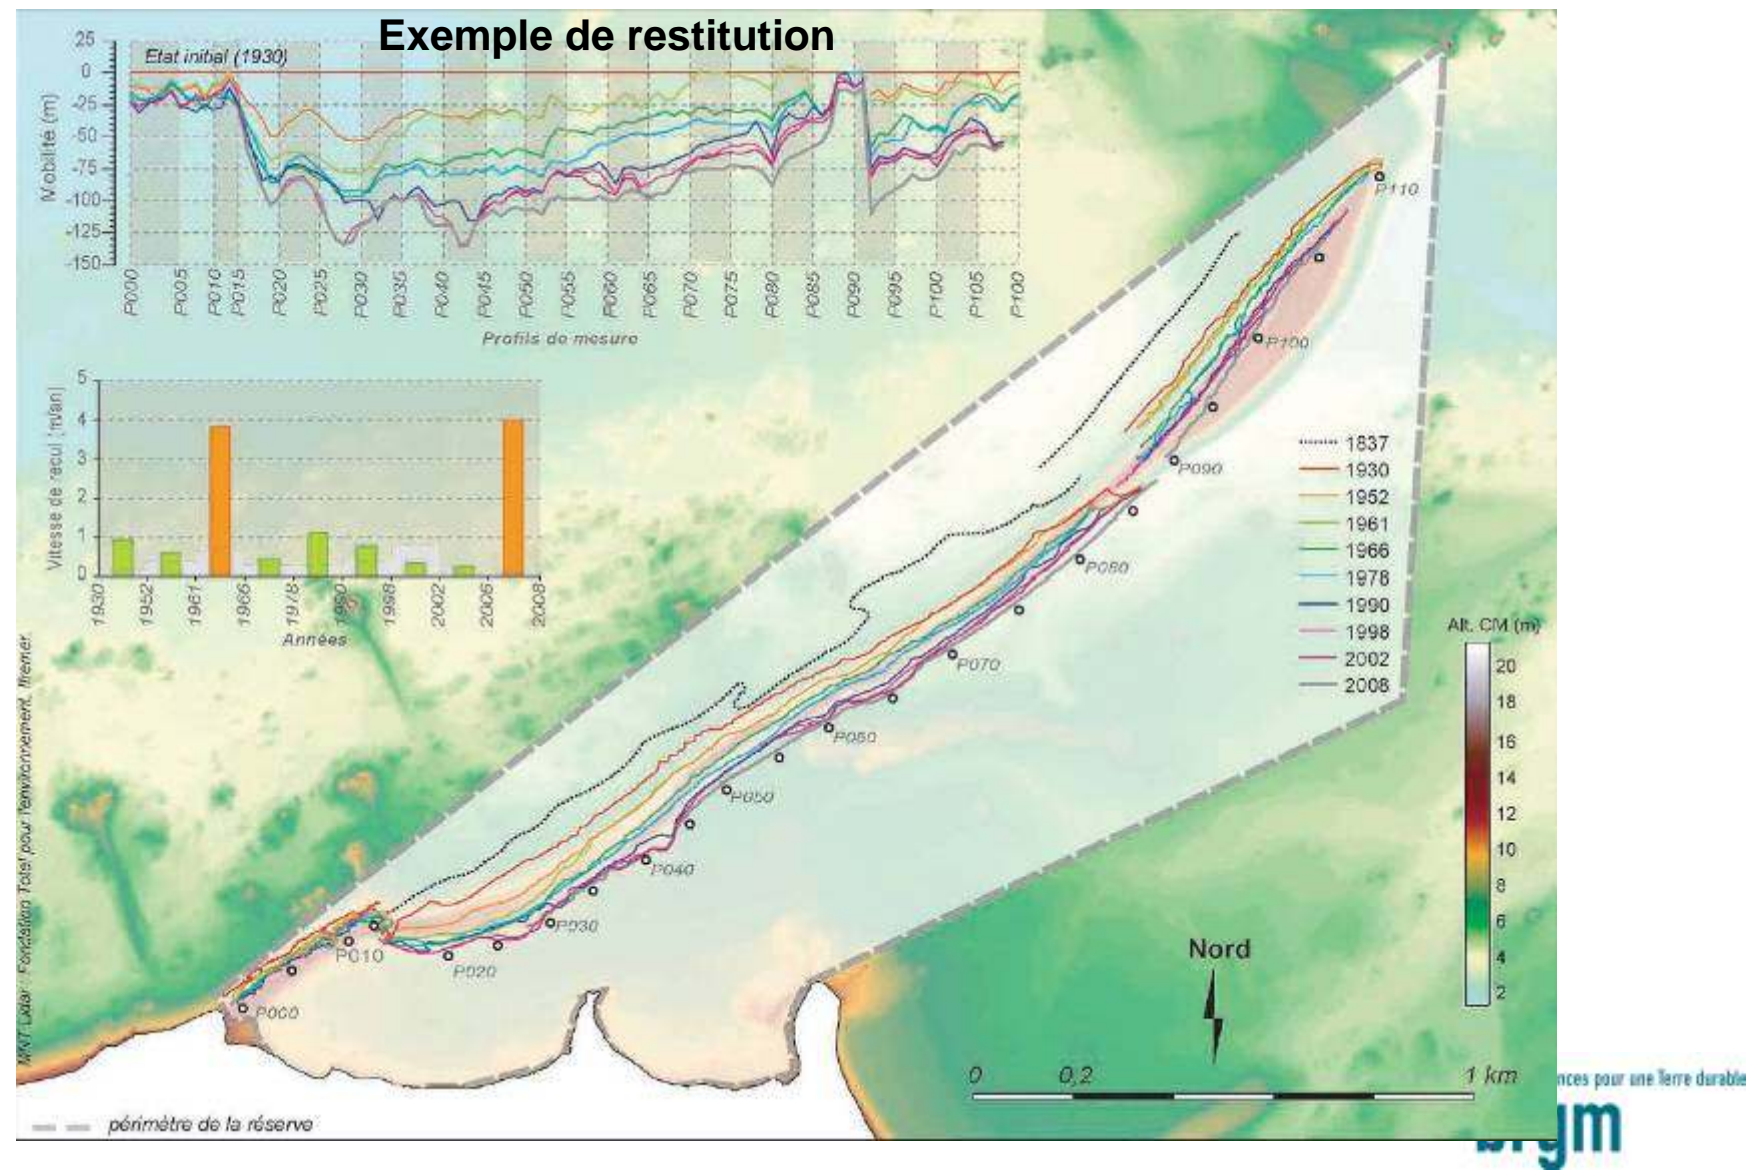 Exemple de restitution
Etat initial (1930)
25
0
-25
-50
-75
-100
-125
-150
Mobilité (m)
P000
P005
P010
P015
P020
P025
P030
P035
P040
P045
P050
P055
P060
P065
P070
P075
P080
P085
P090
P095
P100
P105
P100
Profils de mesure
5
4
3
2
1
0
Vitesse de recul (m/an)
1930
1952
1961
1966
1978
1990
1998
2002
2006
2008
Années
P110
P100
P090
P080
P070
P060
P050
P040
P030
P020
P010
P000
1837
1930
1952
1961
1966
1978
1990
1998
2002
2008
Alt. CM (m)
20
18
16
14
12
10
8
6
4
2
Nord
0 0,2 1 km
MNT Lidar : Fondation Total pour l'environnement, Ifremer.
périmètre de la réserve
nces pour une Terre durable
brgm